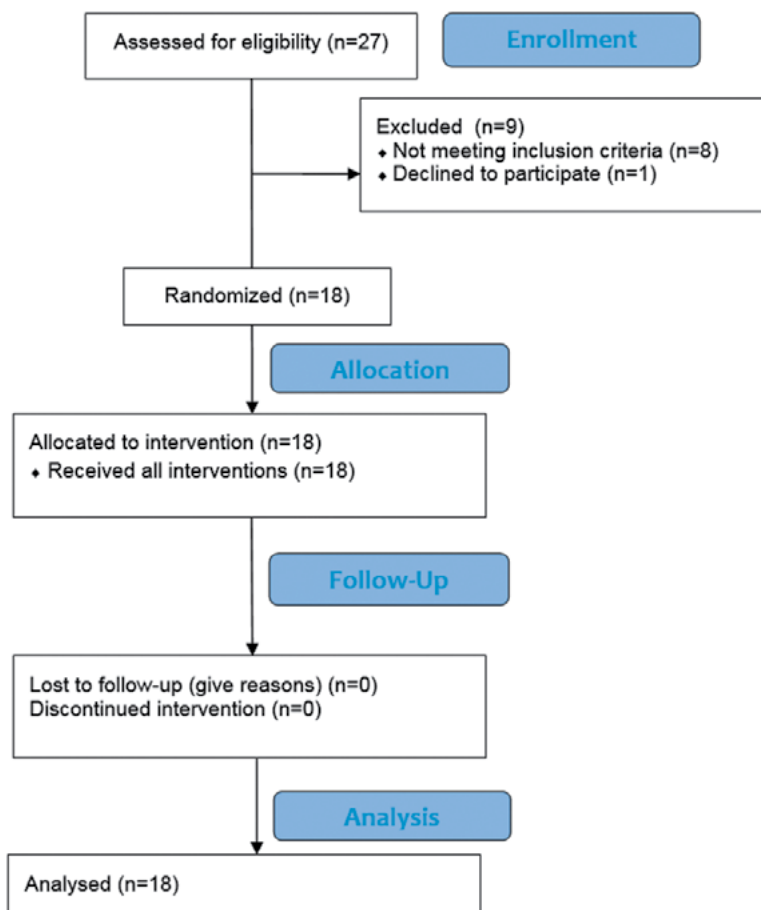 Assessed for eligibility (n=27)
Enrollment
Excluded (n=9)
⬥ Not meeting inclusion criteria (n=8)
⬥ Declined to participate (n=1)
Randomized (n=18)
Allocation
Allocated to intervention (n=18)
⬥ Received all interventions (n=18)
Follow-Up
Lost to follow-up (give reasons) (n=0)
Discontinued intervention (n=0)
Analysis
Analysed (n=18)